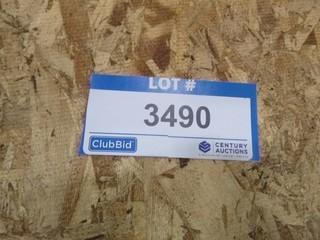 LOT #
3490
ClubBid
CENTURY
AUCTIONS